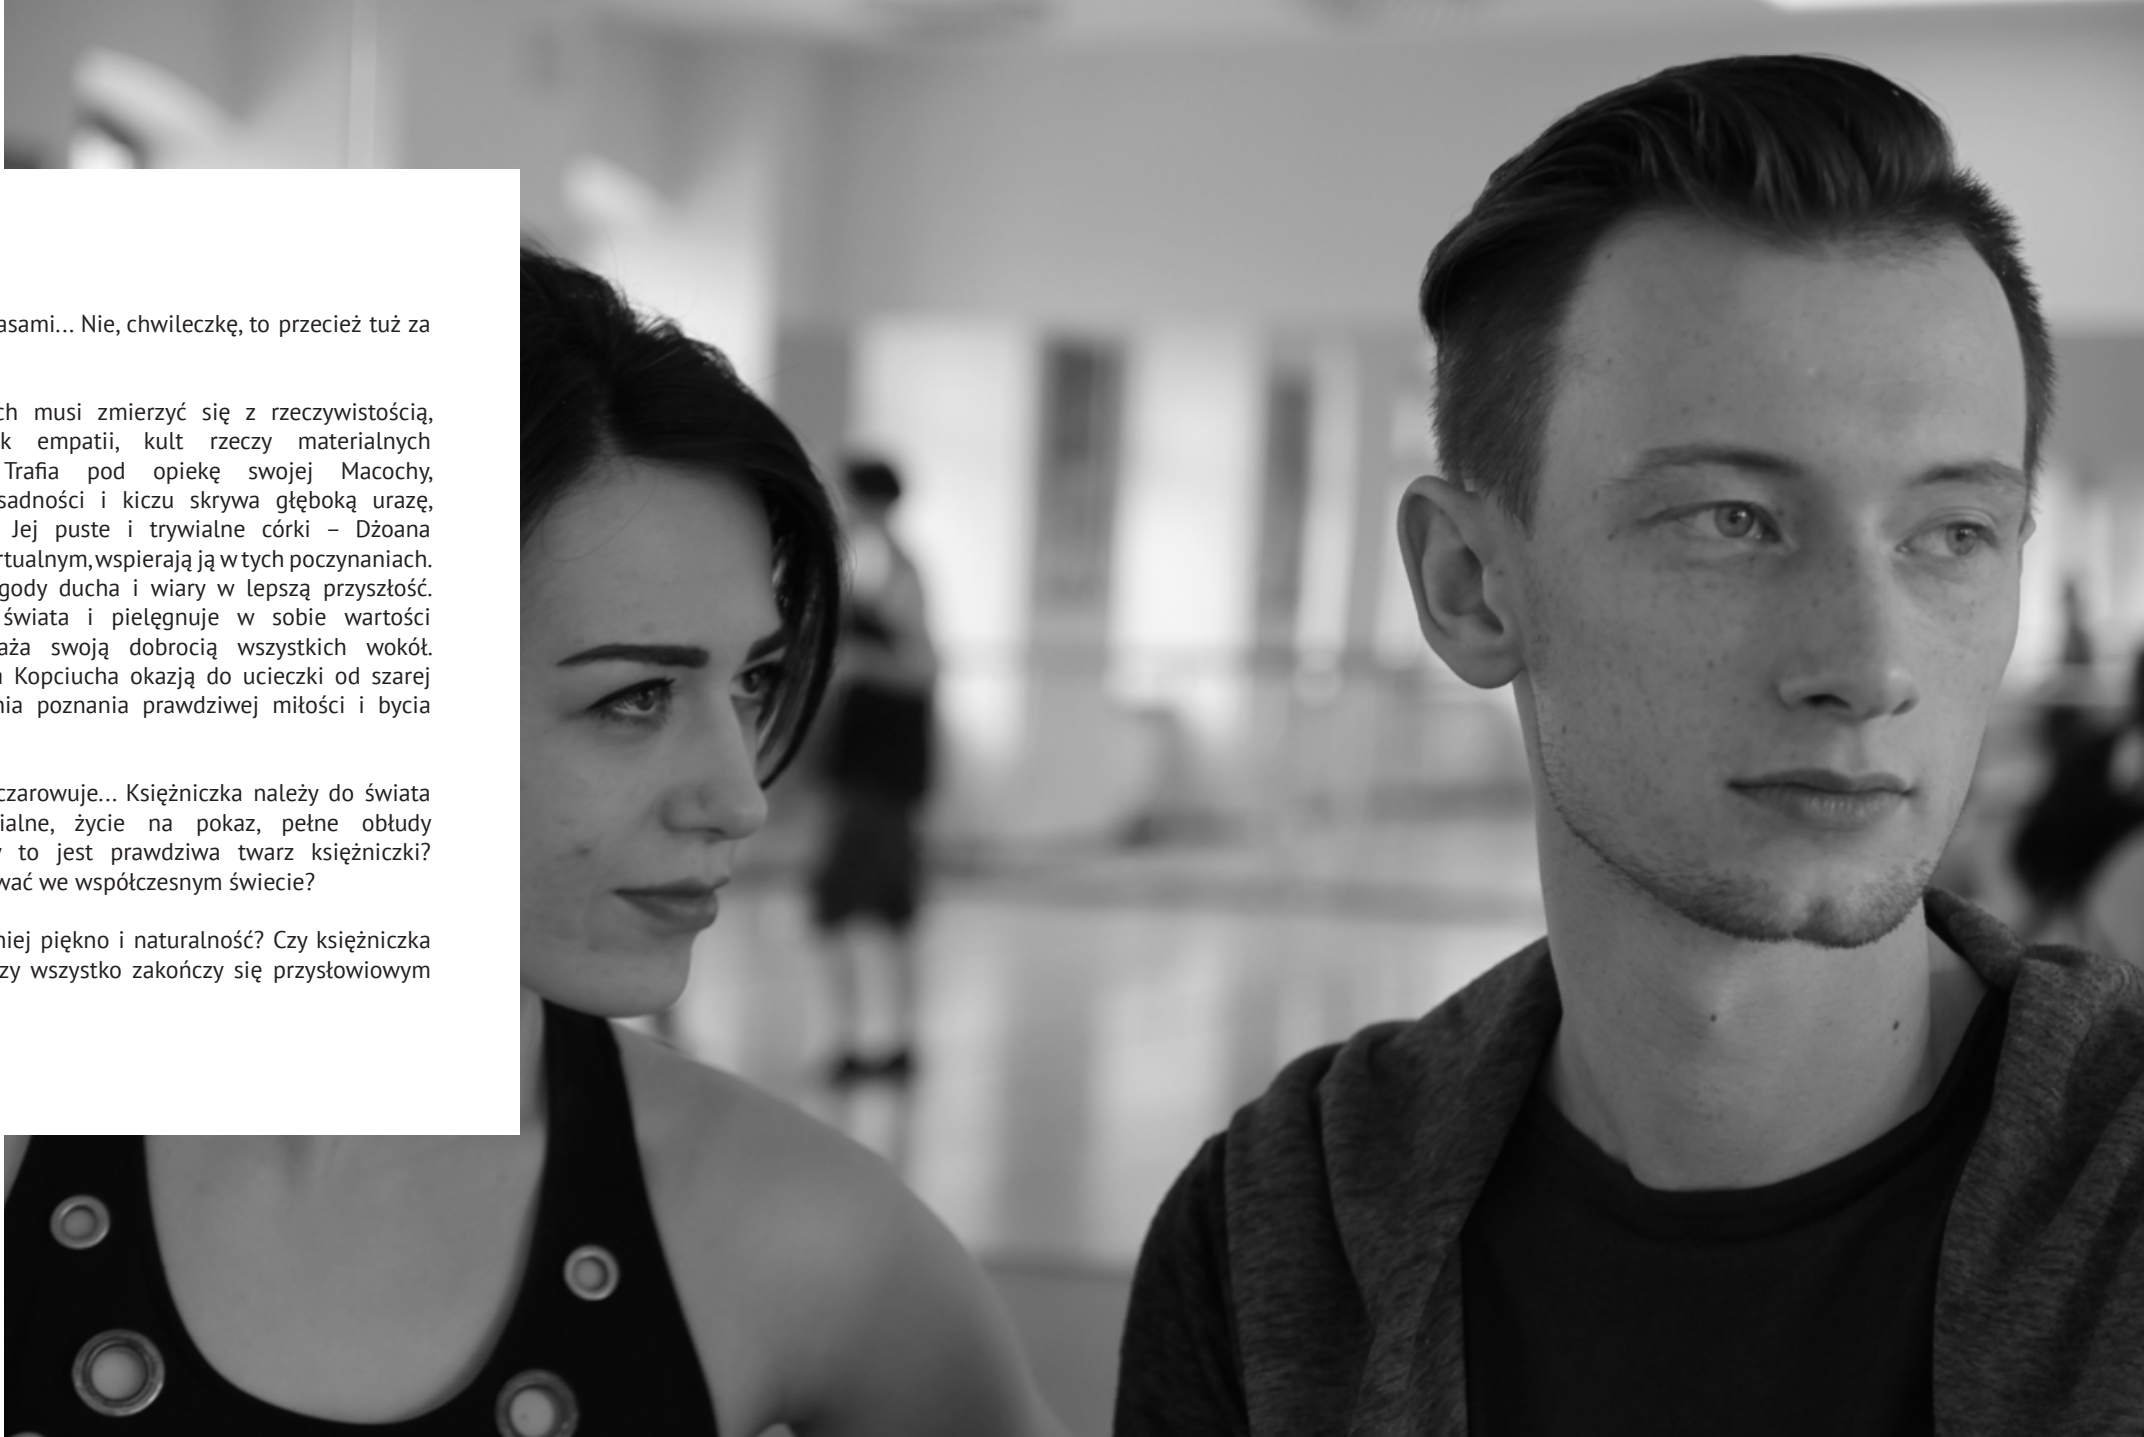 asami... Nie, chwileczkę, to przecież tuż za
ch musi zmierzyć się z rzeczywistością,
k empatii, kult rzeczy materialnych
Trafia pod opiekę swojej Macochy,
sadności i kiczu skrywa głęboką urazę,
Jej puste i trywialne córki – Dżoana
rtualnym, wspierają ją w tych poczynaniach.
gody ducha i wiary w lepszą przyszłość.
świata i pielęgnuje w sobie wartości
aża swoją dobrocią wszystkich wokół.
a Kopciucha okazją do ucieczki od szarej
nia poznania prawdziwej miłości i bycia
czarowuje... Księżniczka należy do świata
ialne, życie na pokaz, pełne obłudy
y to jest prawdziwa twarz księżniczki?
wać we współczesnym świecie?
niej piękno i naturalność? Czy księżniczka
zy wszystko zakończy się przysłowiowym